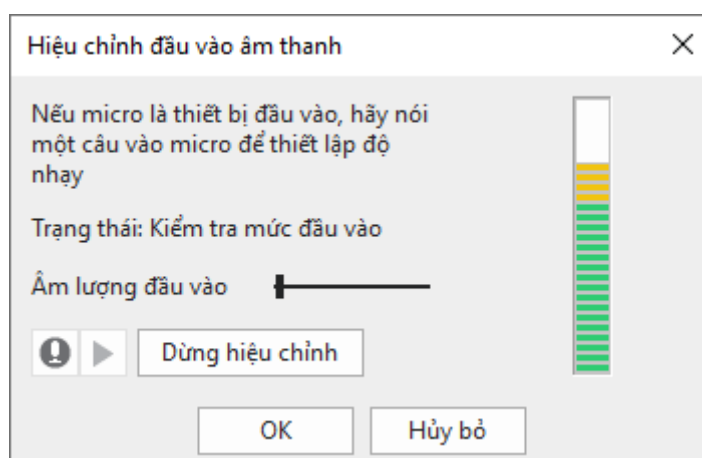 Hiệu chỉnh đầu vào âm thanh
Nếu micro là thiết bị đầu vào, hãy nói
một câu vào micro để thiết lập độ
nhạy
Trạng thái: Kiểm tra mức đầu vào
Âm lượng đầu vào
Dừng hiệu chỉnh
OK
Hủy bỏ